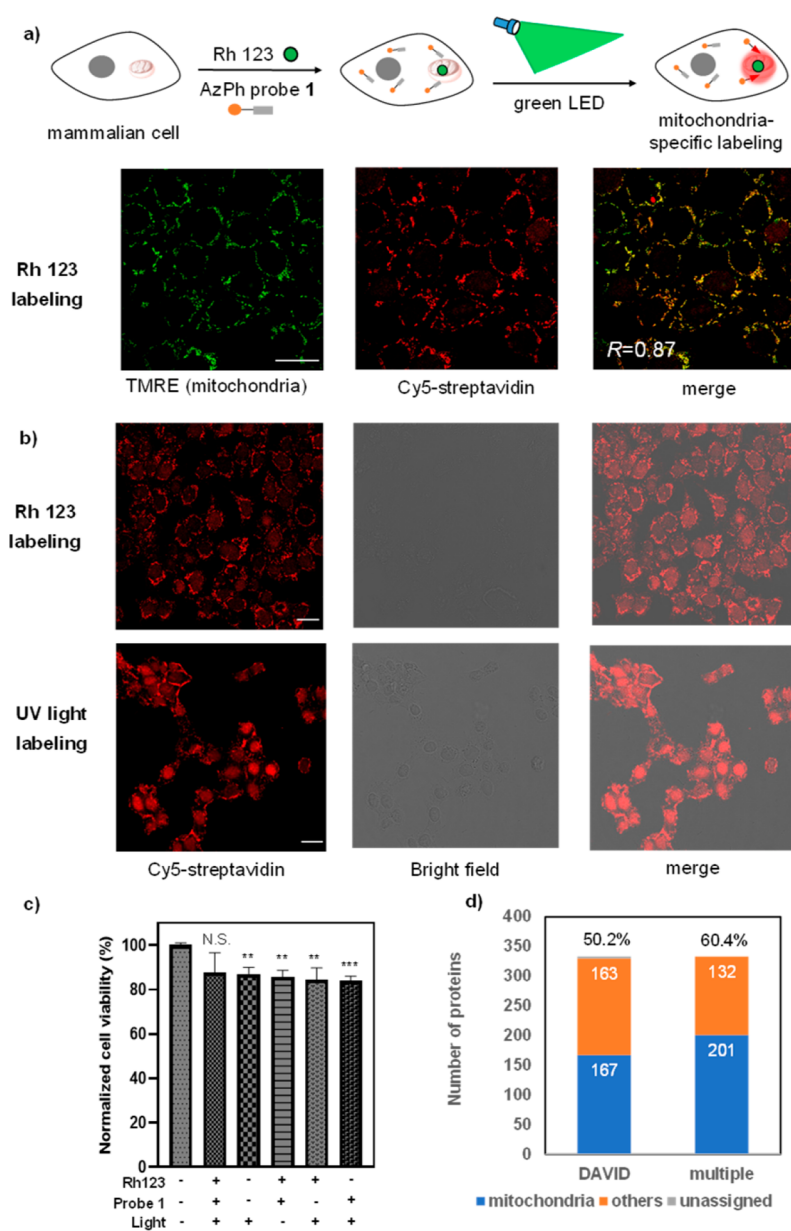 a)
Rh 123
AzPh probe 1
green LED
mammalian cell
mitochondria-
specific labeling
Rh 123
labeling
R=0.87
TMRE (mitochondria)
Cy5-streptavidin
merge
b)
Rh 123
labeling
UV light
labeling
Cy5-streptavidin
Bright field
merge
c)
Normalized cell viability (%)
100
80
60
40
20
0
N.S.
**
**
**
***
Rh123 - + - + + -
Probe 1 - + - + - +
Light - + + - + +
d)
Number of proteins
400
350
300
250
200
150
100
50
0
50.2%
60.4%
163
132
167
201
DAVID
multiple
mitochondria
others
unassigned